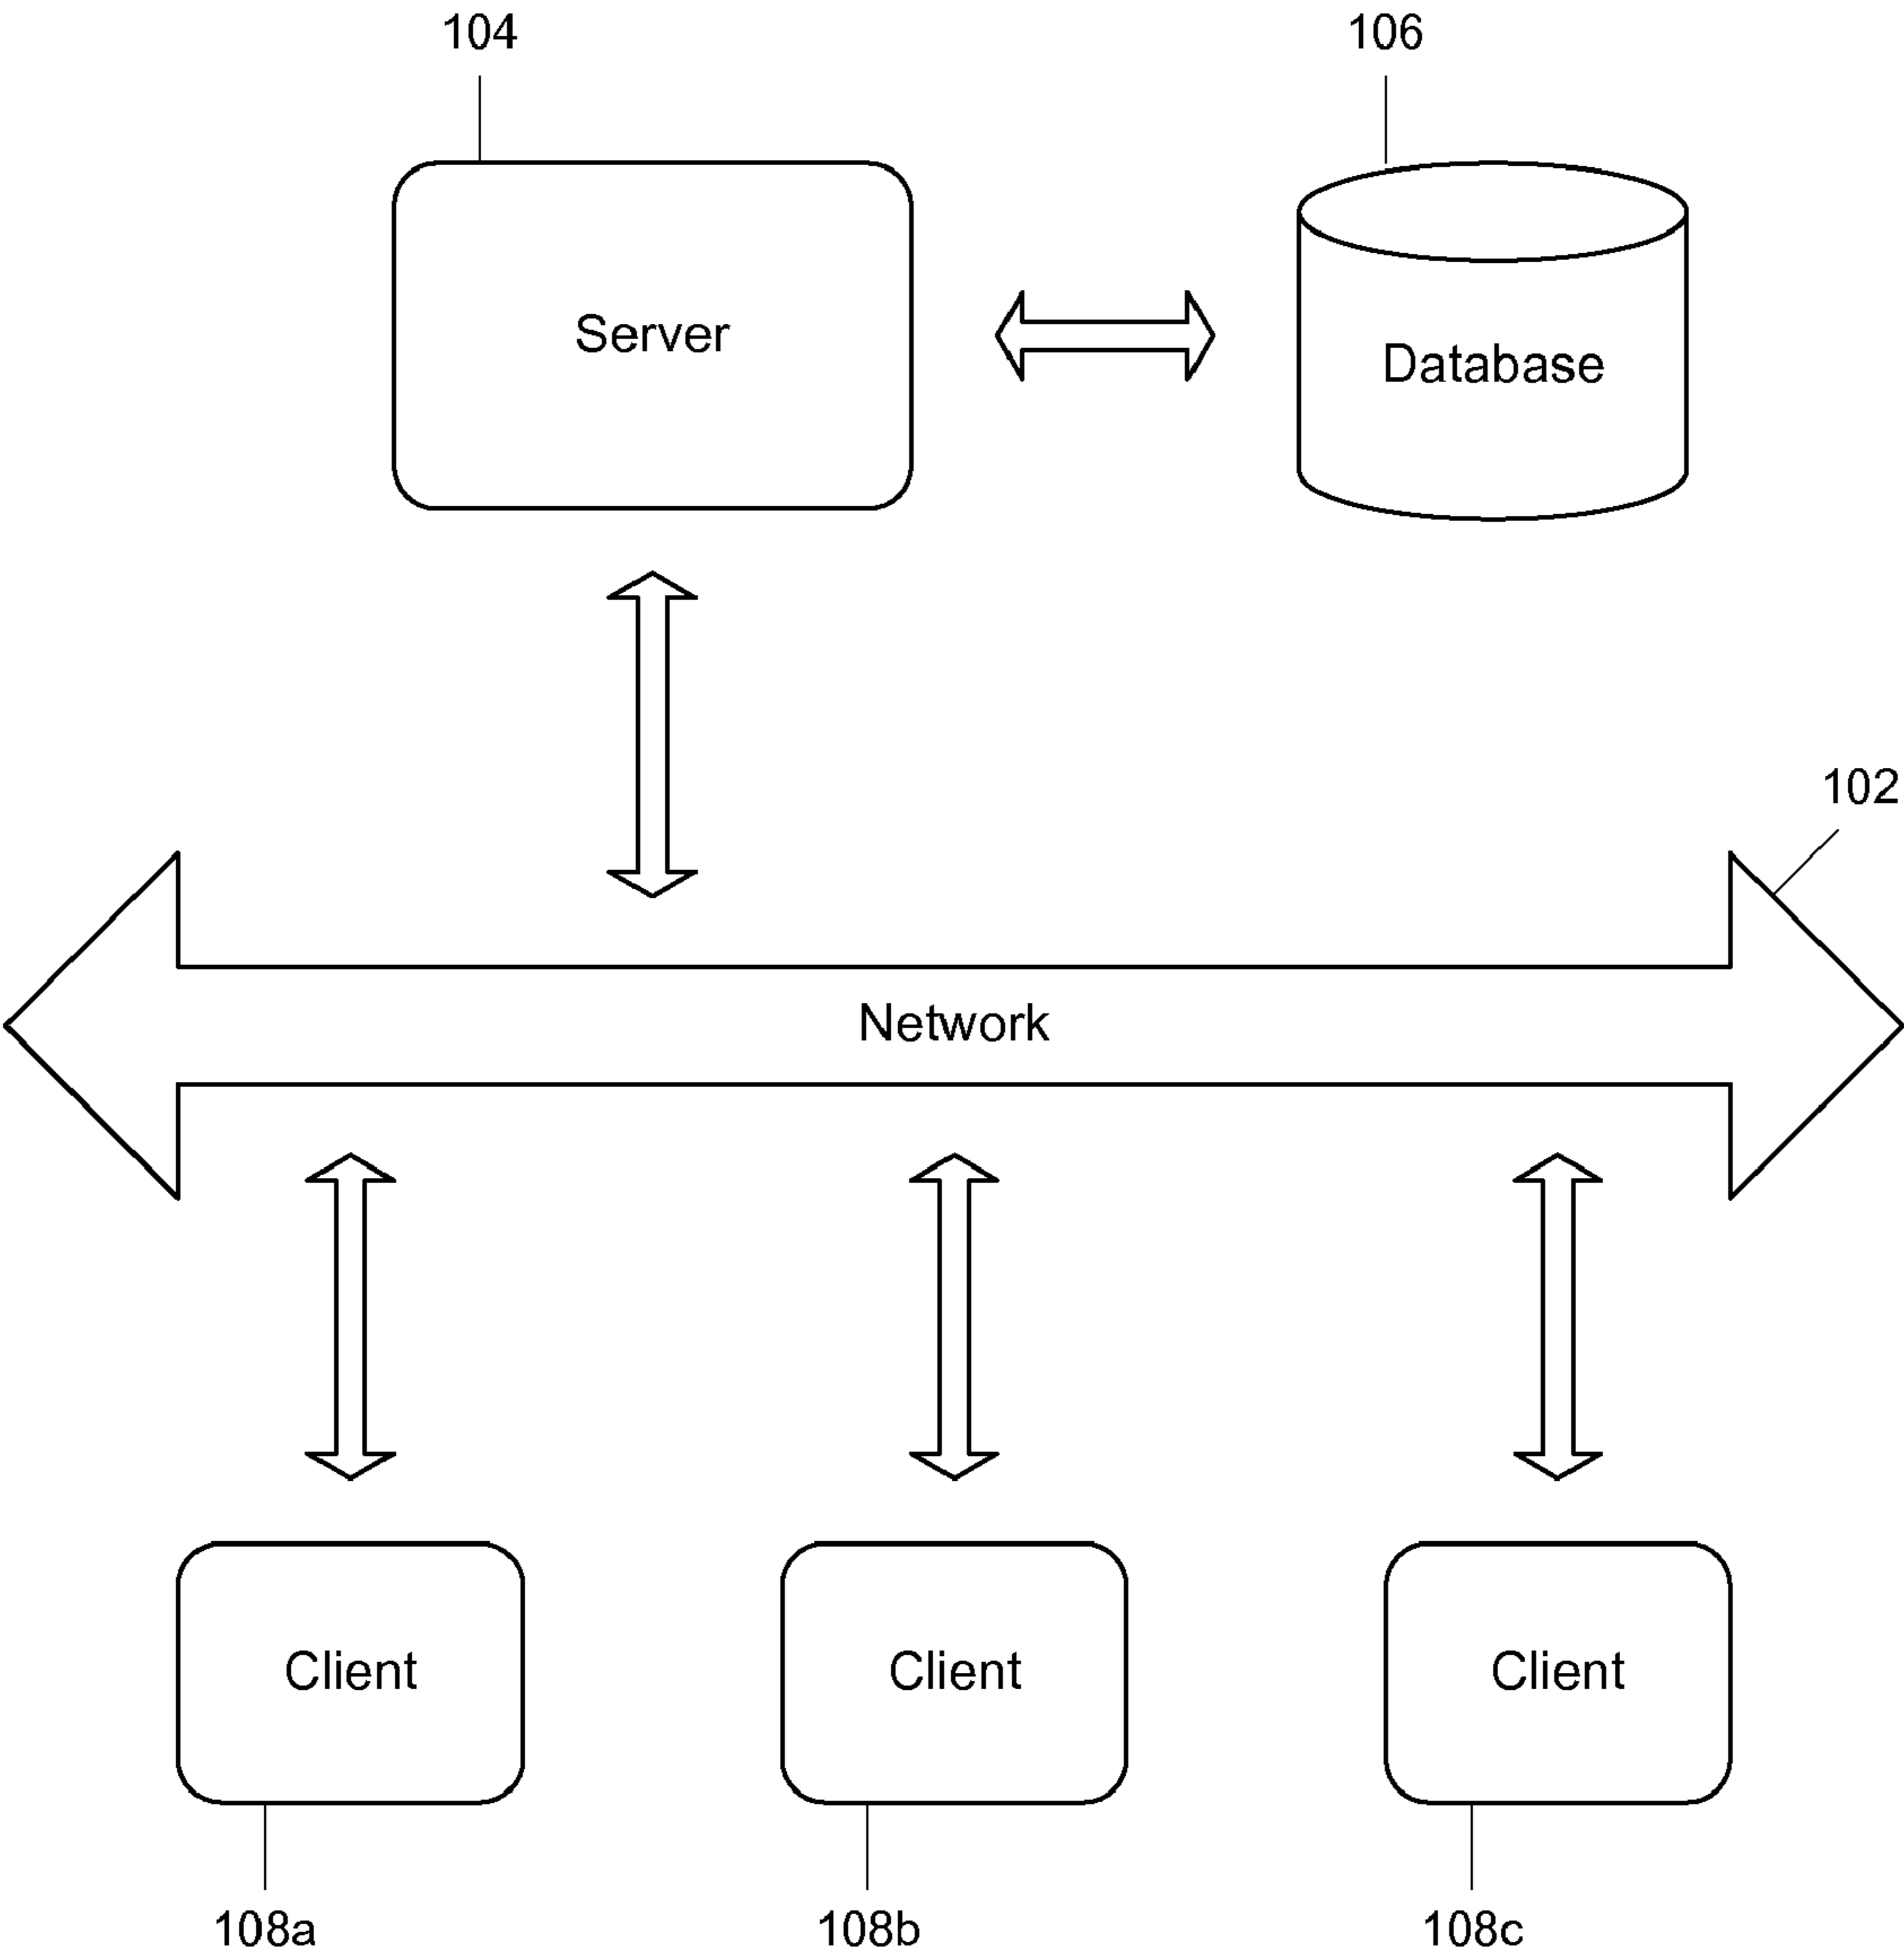 104
106
Server
Database
102
Network
Client
Client
Client
108a
108b
108c